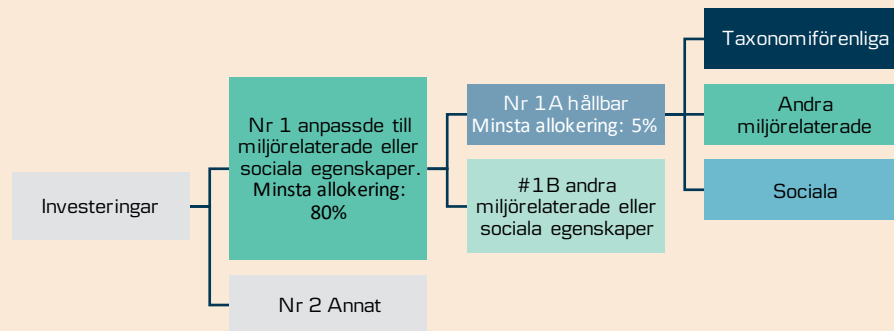 Investeringar
Nr 1 anpassde till
miljörelaterade eller
sociala egenskaper.
Minsta allokering:
80%
Nr 2 Annat
Nr 1A hållbar
Minsta allokering: 5%
#1B andra
miljörelaterade eller
sociala egenskaper
Taxonomiförenliga
Andra
miljörelaterade
Sociala